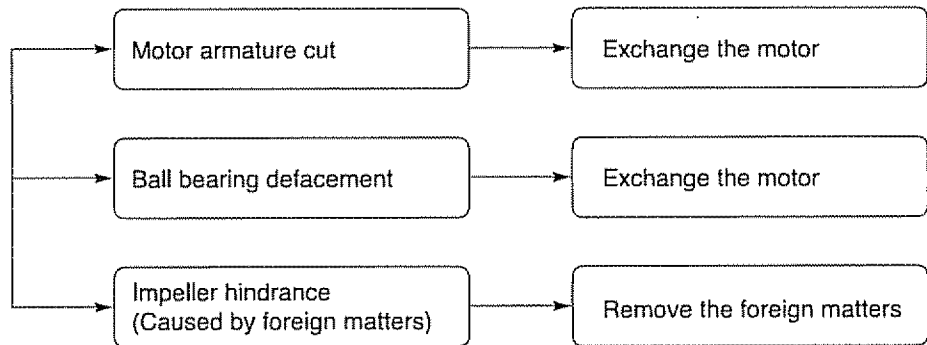 Motor armature cut
Exchange the motor
Ball bearing defacement
Exchange the motor
Impeller hindrance
(Caused by foreign matters)
Remove the foreign matters